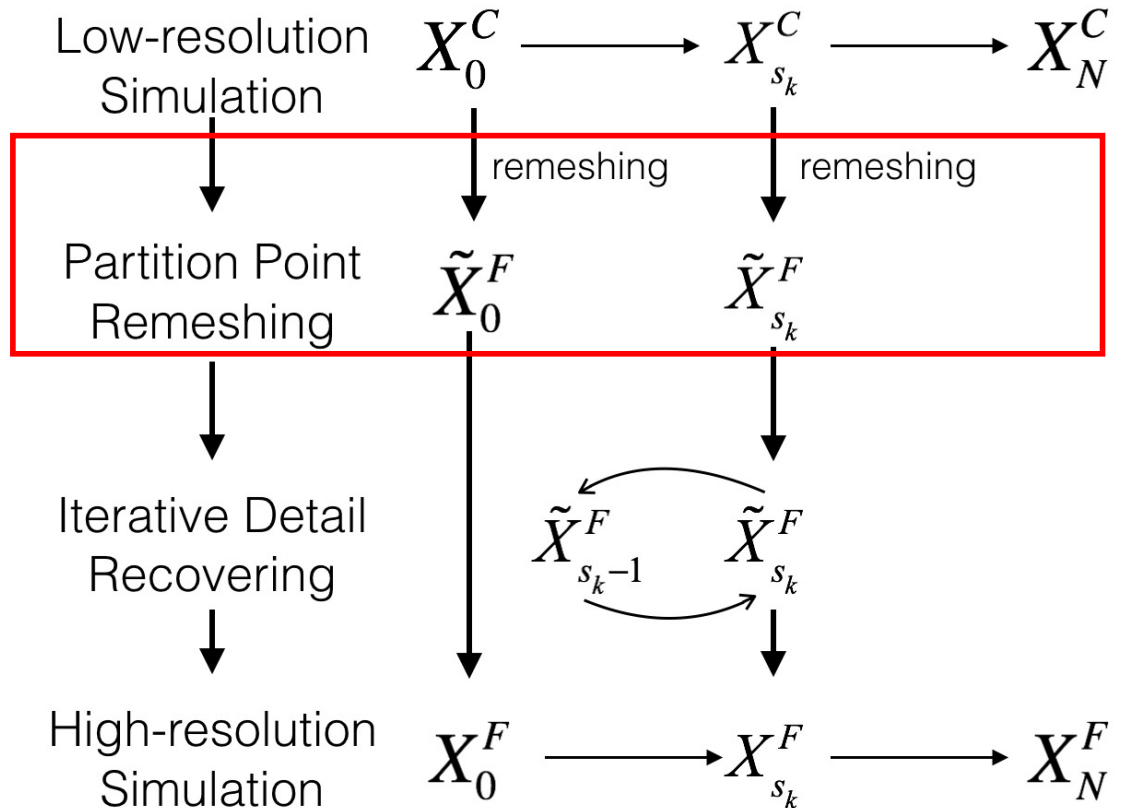 Low-resolution
Simulation
X_0^C X_{s_k}^C X_N^C
remeshing remeshing
Partition Point
Remeshing
X̃_0^F X̃_{s_k}^F
Iterative Detail
Recovering
X̃_{s_k-1}^F X̃_{s_k}^F
High-resolution
Simulation
X_0^F X_{s_k}^F X_N^F